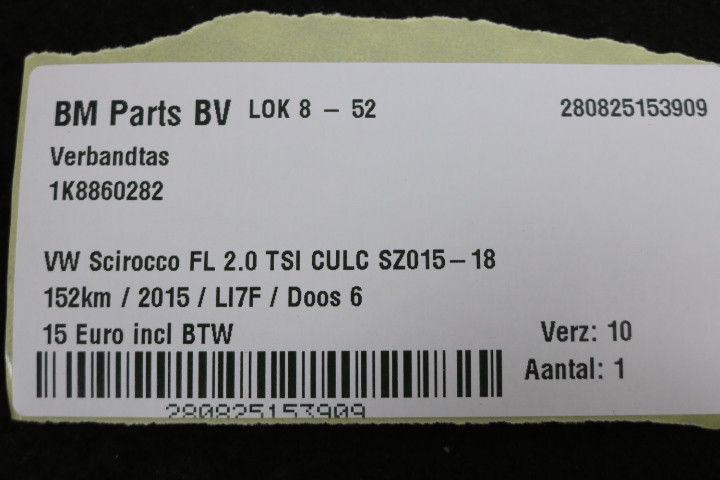 BM Parts BV LOK 8 – 52 280825153909
Verbandtas
1K8860282
VW Scirocco FL 2.0 TSI CULC SZ015–18
152km / 2015 / LI7F / Doos 6
15 Euro incl BTW Verz: 10
Aantal: 1
280825153909